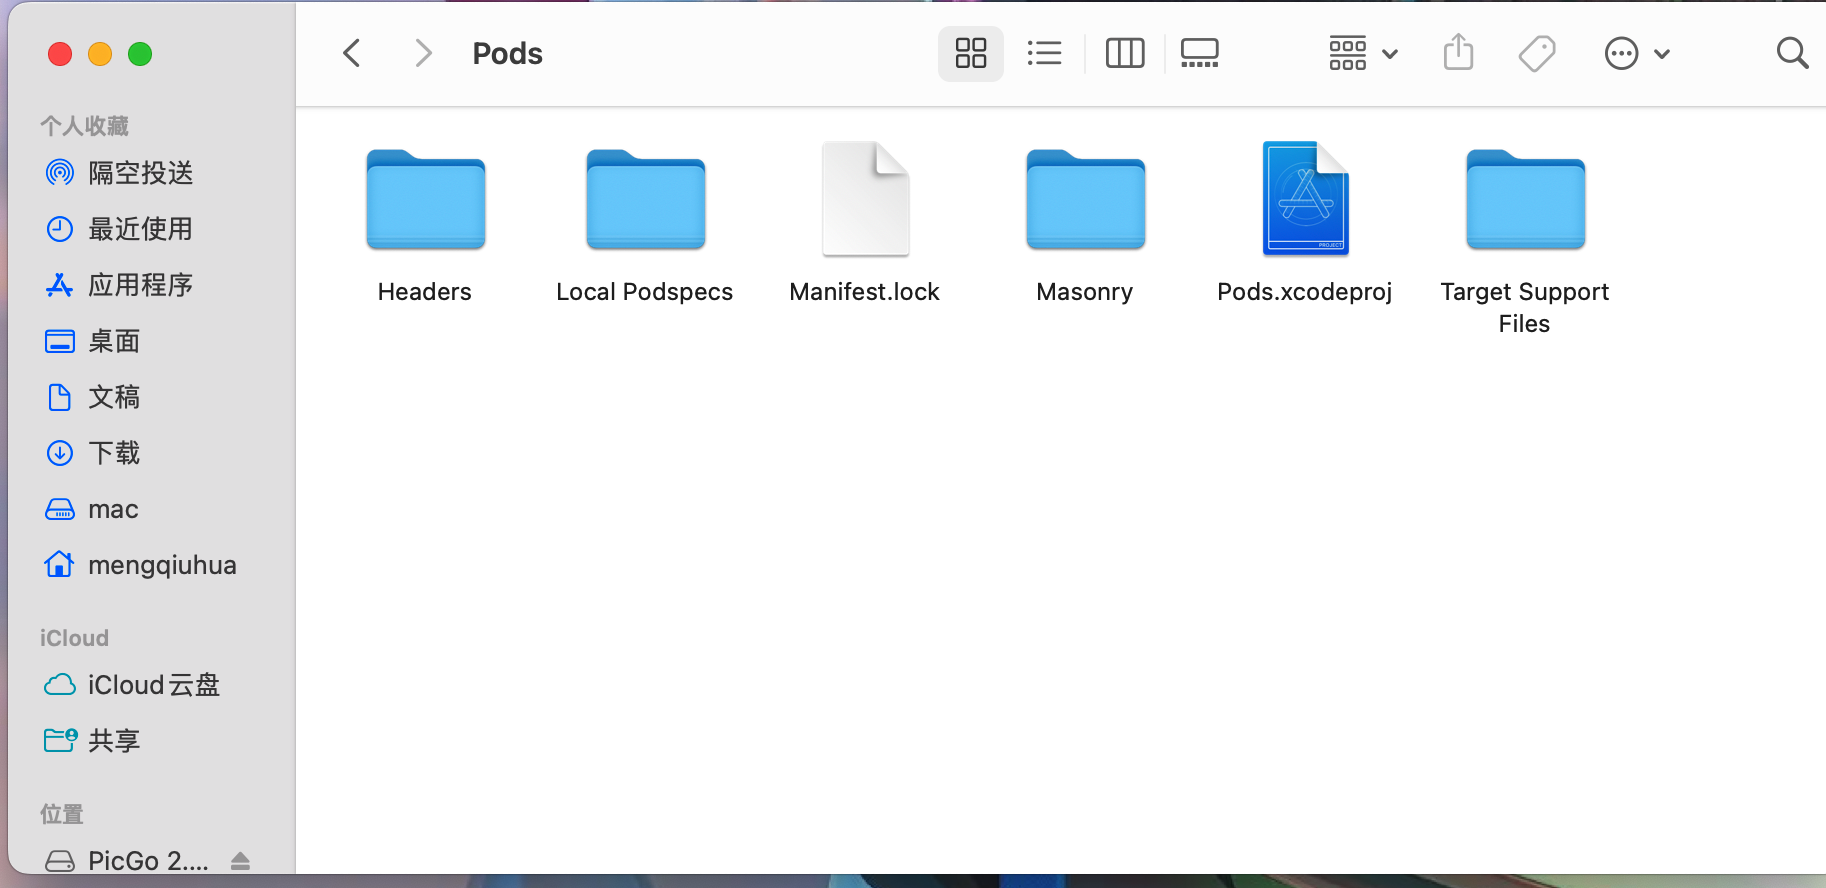 Pods
个人收藏
隔空投送
最近使用
应用程序
桌面
文稿
下载
mac
mengqiuhua
iCloud
iCloud云盘
共享
位置
PicGo 2....
Headers
Local Podspecs
Manifest.lock
Masonry
PROJECT
Pods.xcodeproj
Target Support
Files